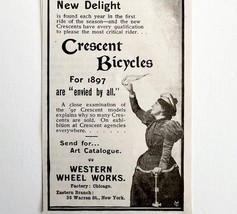 New Delight
is found each year in the first
ride of the season—and the new
Crescents have every qualification
to please the most critical rider. . .
Crescent
Bicycles
For 1897
are "envied by all."
A close examination of
the '97 Crescent models
explains why so many Cres-
cents are sold. On exhi-
bition at Crescent agencies
everywhere. . . . . .
Send for...
Art Catalogue.
WESTERN
WHEEL WORKS.
Factory: Chicago.
Eastern Branch:
36 Warren St., New York.